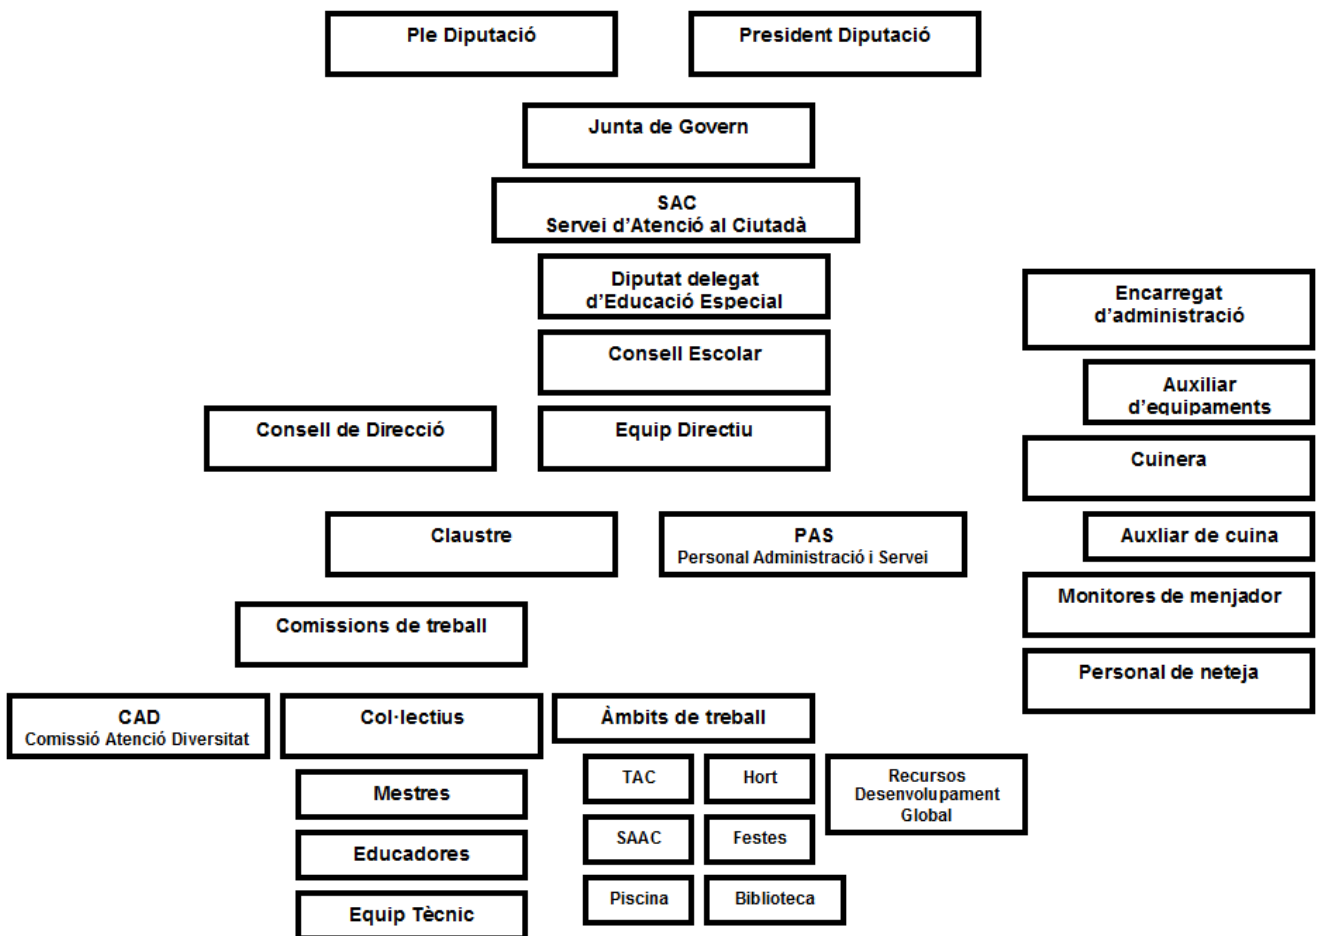 Ple Diputació
President Diputació
Junta de Govern
SAC
Servei d'Atenció al Ciutadà
Diputat delegat
d'Educació Especial
Consell Escolar
Consell de Direcció
Equip Directiu
Claustre
PAS
Personal Administració i Servei
Comissions de treball
CAD
Comissió Atenció Diversitat
Col·lectius
Mestres
Educadores
Equip Tècnic
Àmbits de treball
TAC
Hort
Recursos
Desenvolupament
Global
SAAC
Festes
Piscina
Biblioteca
Encarregat
d'administració
Auxiliar
d'equipaments
Cuinera
Auxliar de cuina
Monitores de menjador
Personal de neteja